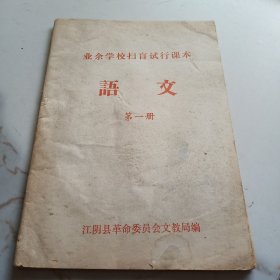 业余学校扫盲试行课本
語文
第一册
江阴县革命委员会文教局编